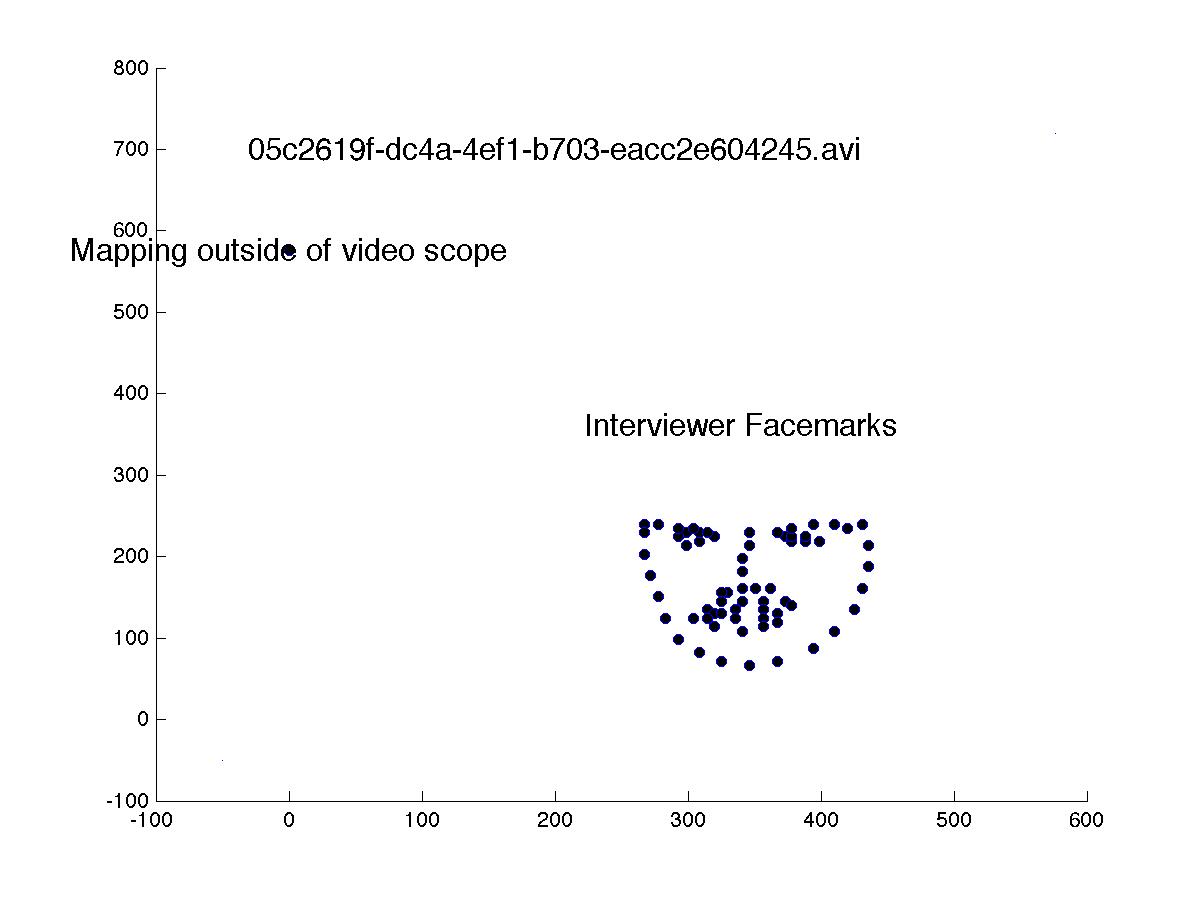 800
700
05c2619f-dc4a-4ef1-b703-eacc2e604245.avi
600
Mapping outside of video scope
500
400
Interviewer Facemarks
300
200
100
0
-100
-100 0 100 200 300 400 500 600